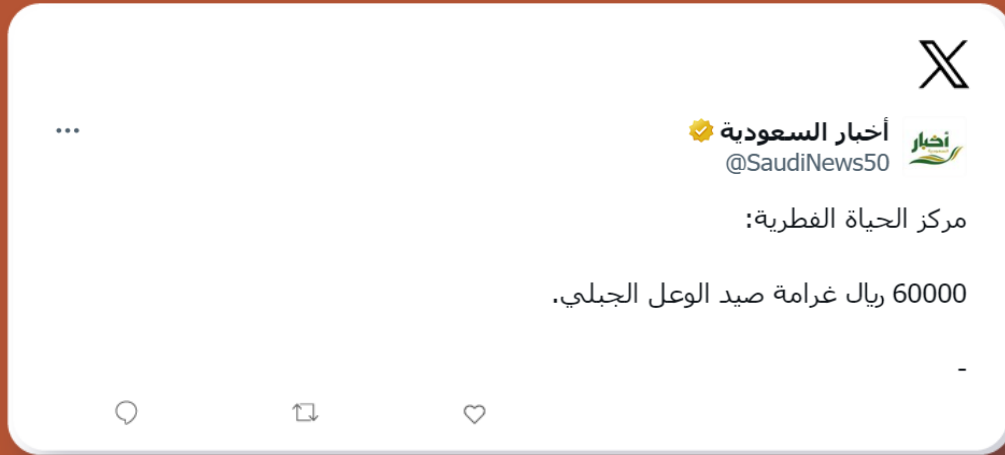 أخبار السعودية
@SaudiNews50
مركز الحياة الفطرية:
60000 ريال غرامة صيد الوعل الجبلي.
-